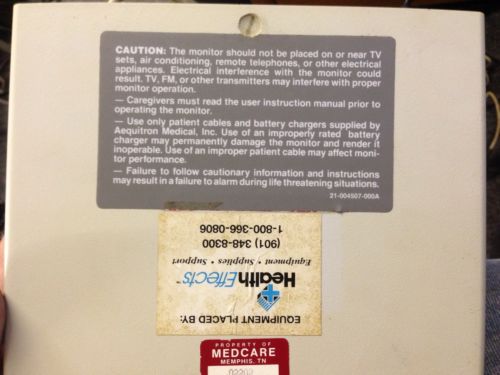 CAUTION: The monitor should not be placed on or near TV
sets, air conditioning, remote telephones, or other electrical
appliances. Electrical interference with the monitor could
result. TV, FM, or other transmitters may interfere with proper
monitor operation.
— Caregivers must read the user instruction manual prior to
operating the monitor.
— Use only patient cables and battery chargers supplied by
Aequitron Medical, Inc. Use of an improperly rated battery
charger may permanently damage the monitor and render it
inoperable. Use of an improper patient cable may affect moni-
tor performance.
— Failure to follow cautionary information and instructions
may result in a failure to alarm during life threatening situations.
21-004507-000A
EQUIPMENT PLACED BY:
Health Effects™
Equipment • Supplies • Support
(901) 348-8300
1-800-366-0806
PROPERTY OF
MEDCARE
MEMPHIS, TN